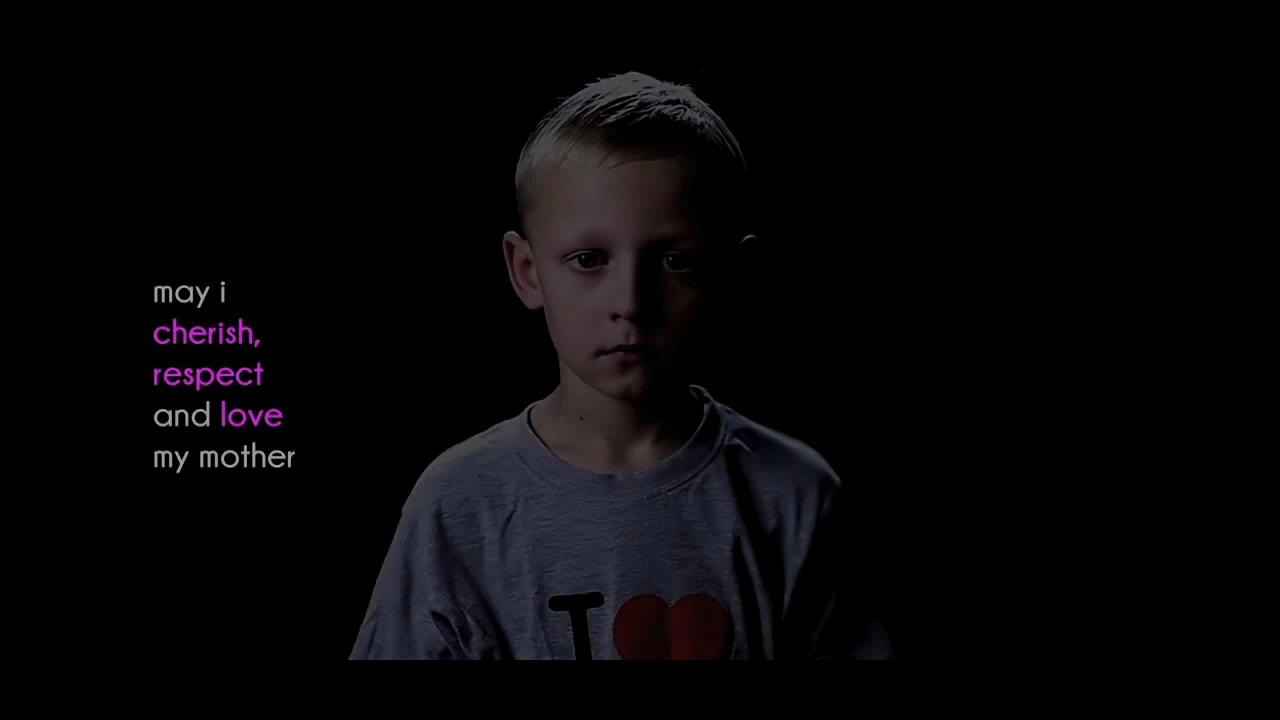 may i
cherish,
respect
and love
my mother
I